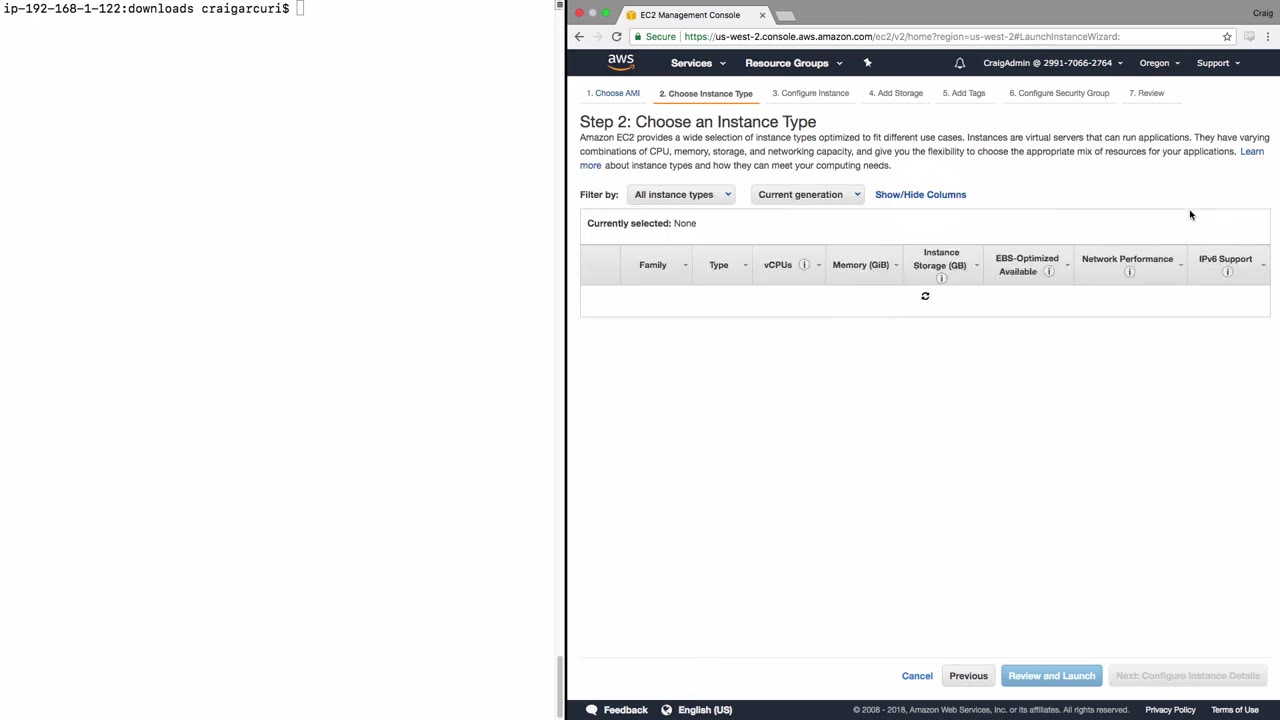 ip-192-168-1-122:downloads craigarcuri$
EC2 Management Console
Craig
Secure https://us-west-2.console.aws.amazon.com/ec2/v2/home?region=us-west-2#LaunchInstanceWizard:
aws Services Resource Groups CraigAdmin @ 2991-7066-2764 Oregon Support
1. Choose AMI 2. Choose Instance Type 3. Configure Instance 4. Add Storage 5. Add Tags 6. Configure Security Group 7. Review
Step 2: Choose an Instance Type
Amazon EC2 provides a wide selection of instance types optimized to fit different use cases. Instances are virtual servers that can run applications. They have varying
combinations of CPU, memory, storage, and networking capacity, and give you the flexibility to choose the appropriate mix of resources for your applications. Learn
more about instance types and how they can meet your computing needs.
Filter by: All instance types Current generation Show/Hide Columns
Currently selected: None
Family Type vCPUs Memory (GiB) Instance Storage (GB) EBS-Optimized Available Network Performance IPv6 Support
Cancel Previous Review and Launch Next: Configure Instance Details
Feedback English (US) © 2008 - 2018, Amazon Web Services, Inc. or its affiliates. All rights reserved. Privacy Policy Terms of Use